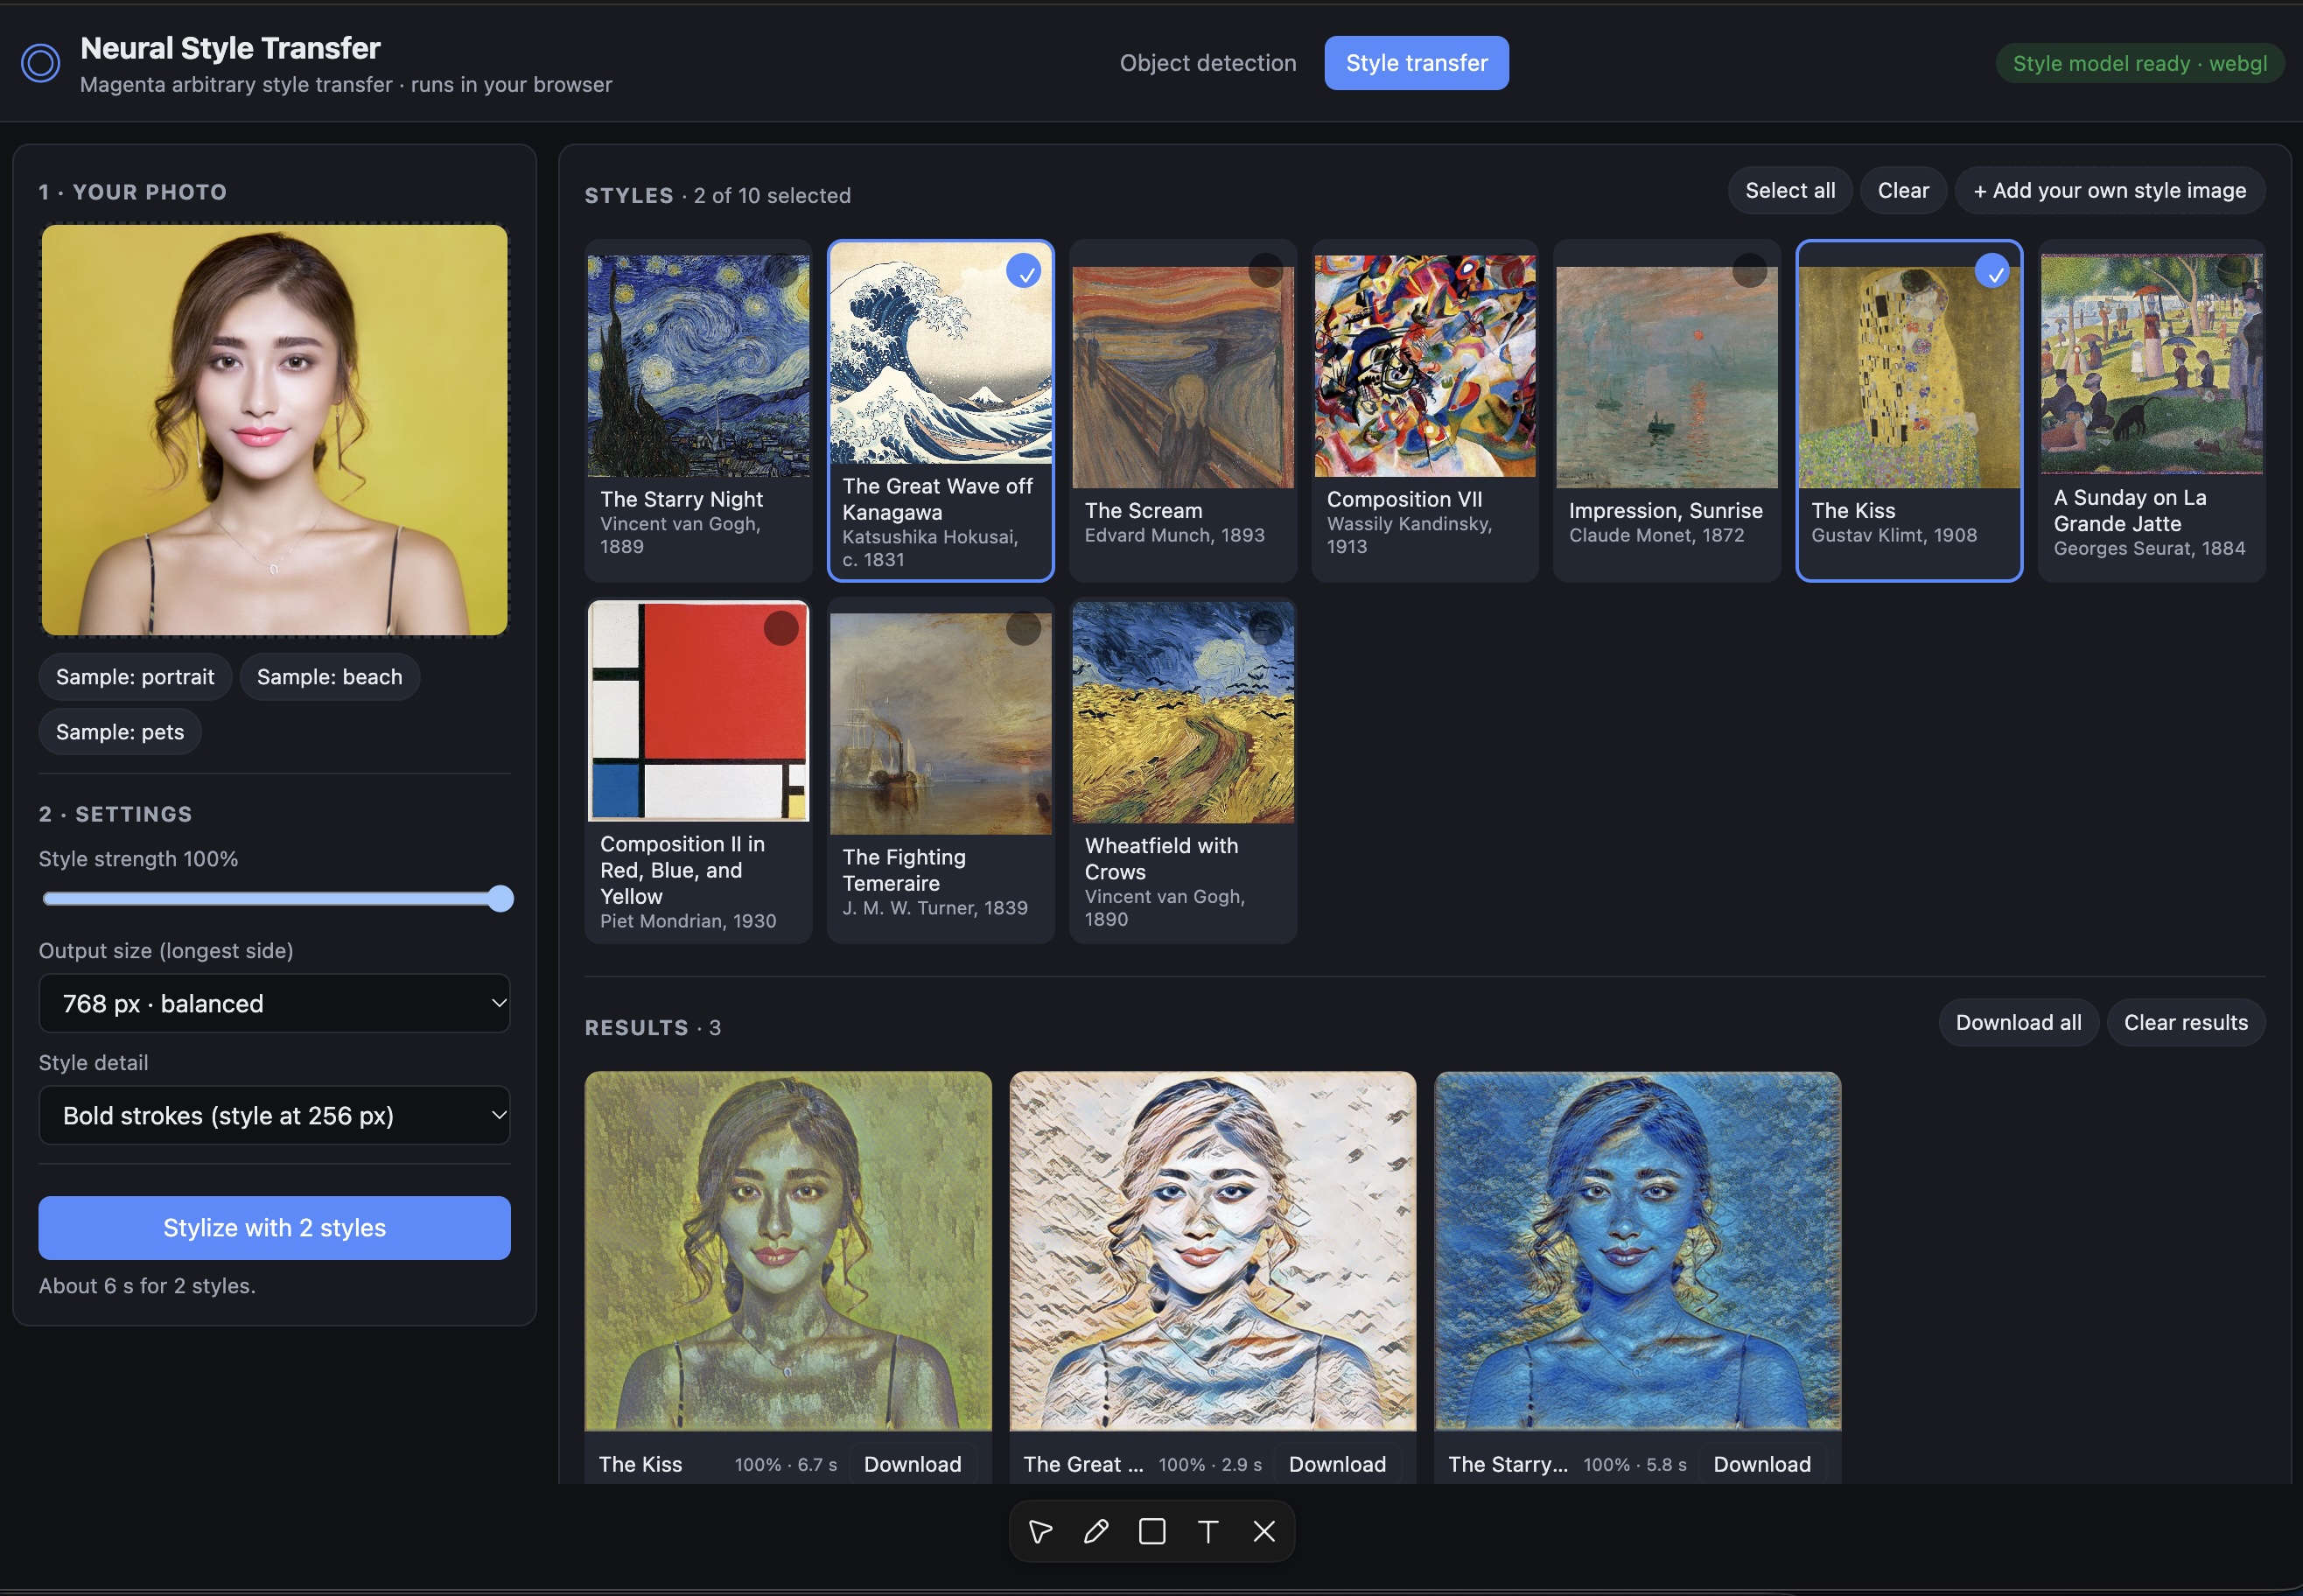 Neural Style Transfer
Magenta arbitrary style transfer · runs in your browser
Object detection
Style transfer
Style model ready · webgl
1 · YOUR PHOTO
Sample: portrait
Sample: beach
Sample: pets
2 · SETTINGS
Style strength 100%
Output size (longest side)
768 px · balanced
Style detail
Bold strokes (style at 256 px)
Stylize with 2 styles
About 6 s for 2 styles.
STYLES · 2 of 10 selected
Select all
Clear
+ Add your own style image
The Starry Night
Vincent van Gogh,
1889
The Great Wave off
Kanagawa
Katsushika Hokusai,
c. 1831
The Scream
Edvard Munch, 1893
Composition VII
Wassily Kandinsky,
1913
Impression, Sunrise
Claude Monet, 1872
The Kiss
Gustav Klimt, 1908
A Sunday on La
Grande Jatte
Georges Seurat, 1884
Composition II in
Red, Blue, and
Yellow
Piet Mondrian, 1930
The Fighting
Temeraire
J. M. W. Turner, 1839
Wheatfield with
Crows
Vincent van Gogh,
1890
RESULTS · 3
Download all
Clear results
The Kiss
100% · 6.7 s
Download
The Great ...
100% · 2.9 s
Download
The Starry...
100% · 5.8 s
Download